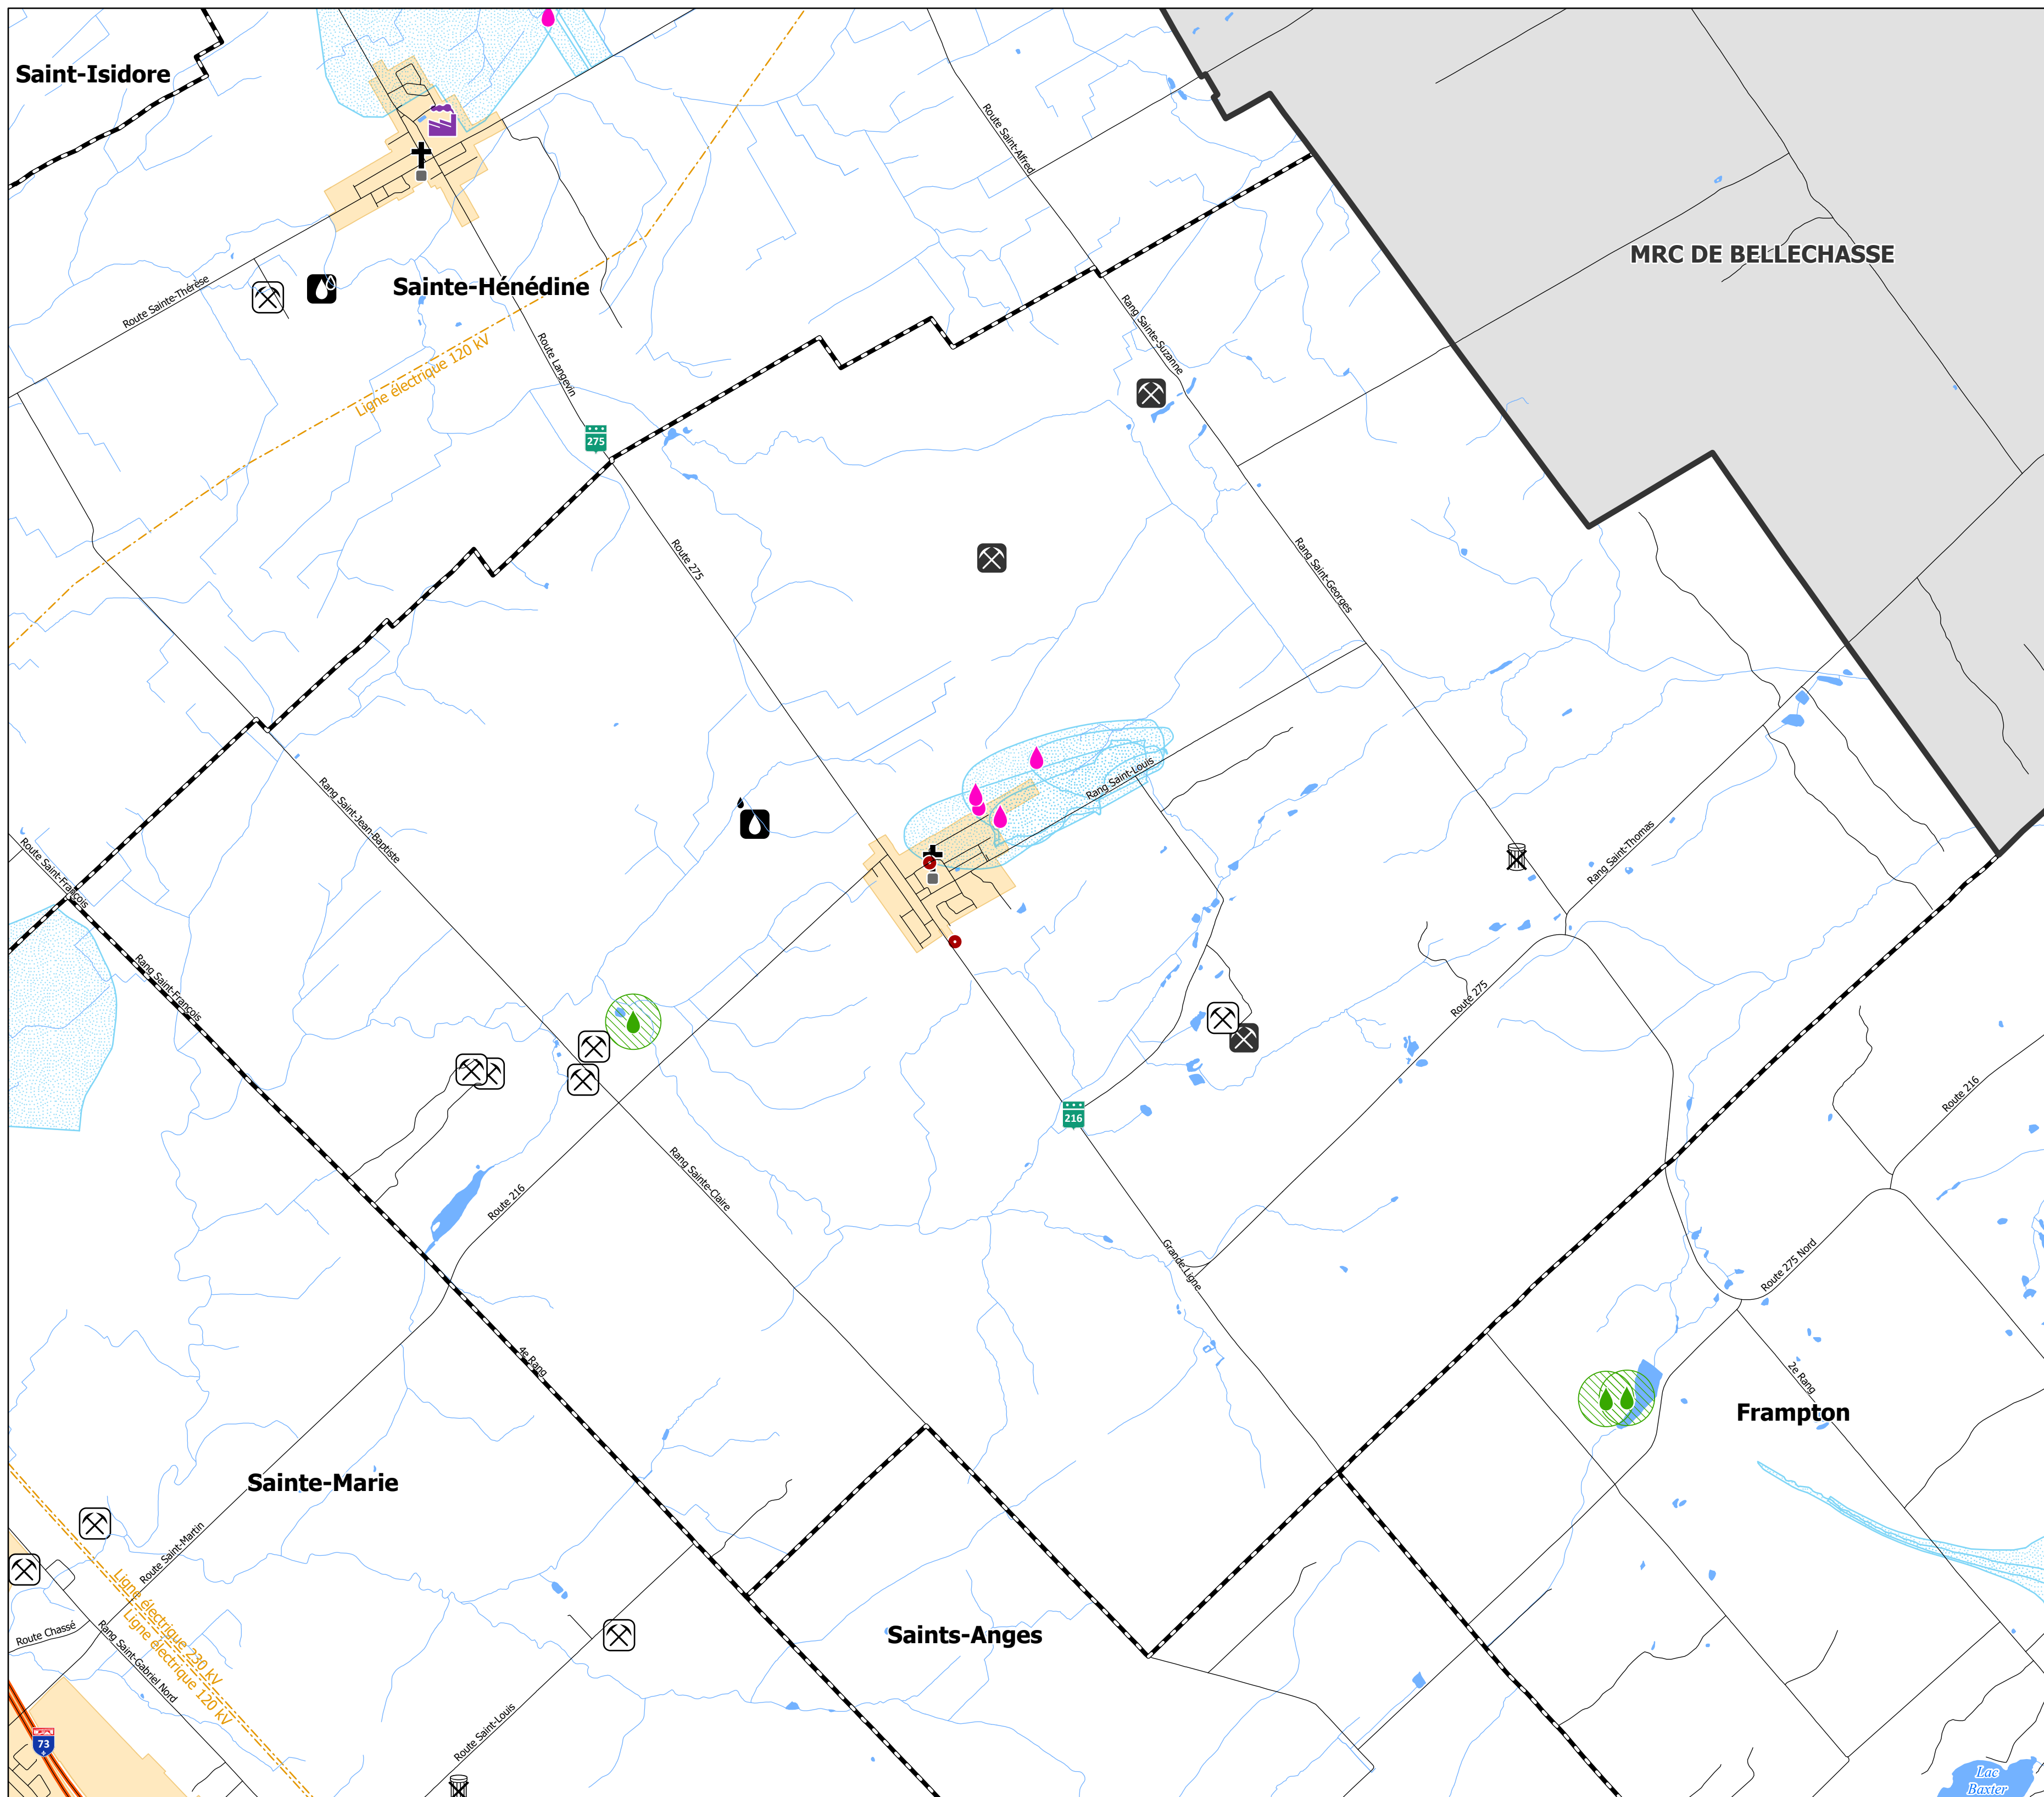 Saint-Isidore
Route Saint-Alfred
MRC DE BELLECHASSE
Sainte-Hénédine
Route Sainte-Thérèse
Rang Sainte-Suzanne
Ligne électrique 120 kV
Route Langevin
275
Route 275
Rang Saint-Georges
Rang Saint-Louis
Rang Saint-Jean-Baptiste
Route Saint-François
Rang Saint-Thomas
Rang Saint-François
Route 275
Route 216
216
Rang Sainte-Claire
Route 216
Grande Ligne
Route 275 Nord
4e Rang
2e Rang
Frampton
Sainte-Marie
Route Saint-Martin
Ligne électrique 230 kV
Ligne électrique 120 kV
Route Chassé
Rang Saint-Gabriel Nord
Saints-Anges
Route Saint-Louis
73
Lac
Baxter